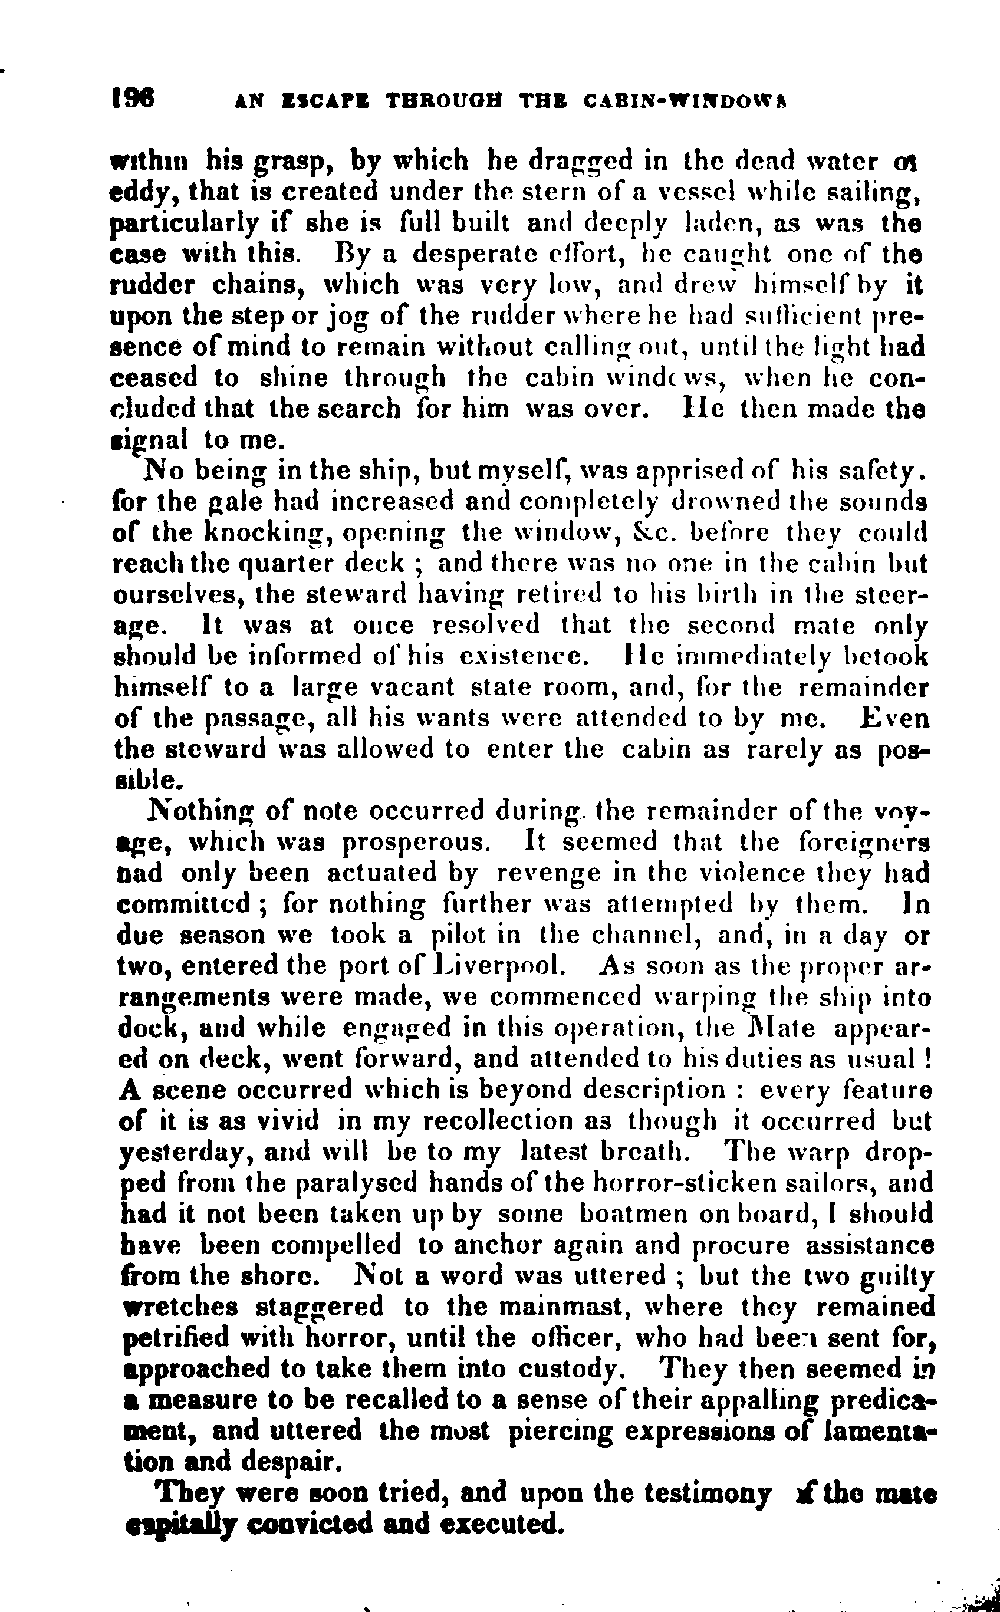 196 AN ESCAPE THROUGH THE CABIN-WINDOWS
within his grasp, by which he dragged in the dead water or
eddy, that is created under the stern of a vessel while sailing,
particularly if she is full built and deeply laden, as was the
case with this. By a desperate effort, he caught one of the
rudder chains, which was very low, and drew himself by it
upon the step or jog of the rudder where he had sufficient pre-
sence of mind to remain without calling out, until the light had
ceased to shine through the cabin windows, when he con-
cluded that the search for him was over. He then made the
signal to me.
No being in the ship, but myself, was apprised of his safety.
for the gale had increased and completely drowned the sounds
of the knocking, opening the window, &c. before they could
reach the quarter deck ; and there was no one in the cabin but
ourselves, the steward having retired to his birth in the steer-
age. It was at once resolved that the second mate only
should be informed of his existence. He immediately betook
himself to a large vacant state room, and, for the remainder
of the passage, all his wants were attended to by me. Even
the steward was allowed to enter the cabin as rarely as pos-
sible.
Nothing of note occurred during the remainder of the voy-
age, which was prosperous. It seemed that the foreigners
had only been actuated by revenge in the violence they had
committed ; for nothing further was attempted by them. In
due season we took a pilot in the channel, and, in a day or
two, entered the port of Liverpool. As soon as the proper ar-
rangements were made, we commenced warping the ship into
dock, and while engaged in this operation, the Mate appear-
ed on deck, went forward, and attended to his duties as usual !
A scene occurred which is beyond description : every feature
of it is as vivid in my recollection as though it occurred but
yesterday, and will be to my latest breath. The warp drop-
ped from the paralysed hands of the horror-sticken sailors, and
had it not been taken up by some boatmen on board, I should
have been compelled to anchor again and procure assistance
from the shore. Not a word was uttered ; but the two guilty
wretches staggered to the mainmast, where they remained
petrified with horror, until the officer, who had been sent for,
approached to take them into custody. They then seemed in
a measure to be recalled to a sense of their appalling predica-
ment, and uttered the most piercing expressions of lamenta-
tion and despair.
They were soon tried, and upon the testimony of the mate
capitally convicted and executed.